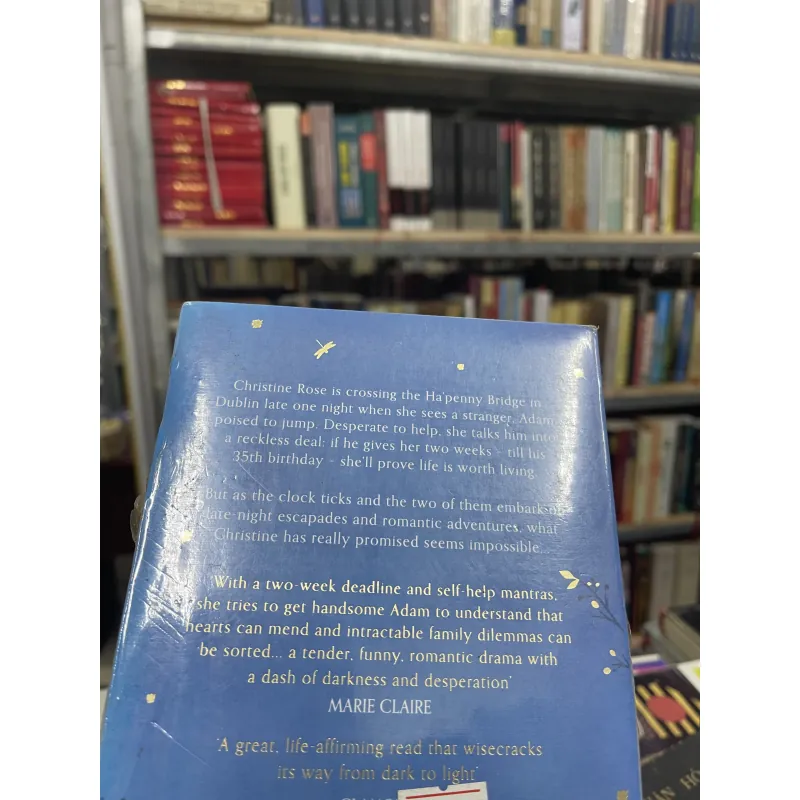 Christine Rose is crossing the Ha'penny Bridge in
Dublin late one night when she sees a stranger, Adam,
poised to jump. Desperate to help, she talks him into
a reckless deal: if he gives her two weeks - till his
35th birthday - she'll prove life is worth living.
But as the clock ticks and the two of them embark on
late-night escapades and romantic adventures, what
Christine has really promised seems impossible...
'With a two-week deadline and self-help mantras,
she tries to get handsome Adam to understand that
hearts can mend and intractable family dilemmas can
be sorted... a tender, funny, romantic drama with
a dash of darkness and desperation'
MARIE CLAIRE
'A great, life-affirming read that wisecracks
its way from dark to light'